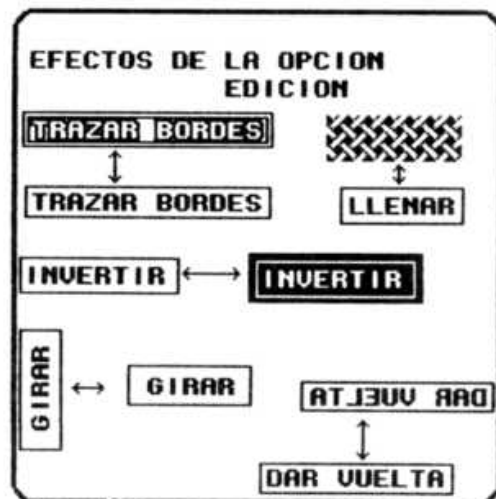 EFECTOS DE LA OPCION
EDICION
TRAZAR BORDES
TRAZAR BORDES
LLENAR
INVERTIR
INVERTIR
GIRAR
GIRAR
DAR VUELTA
DAR VUELTA